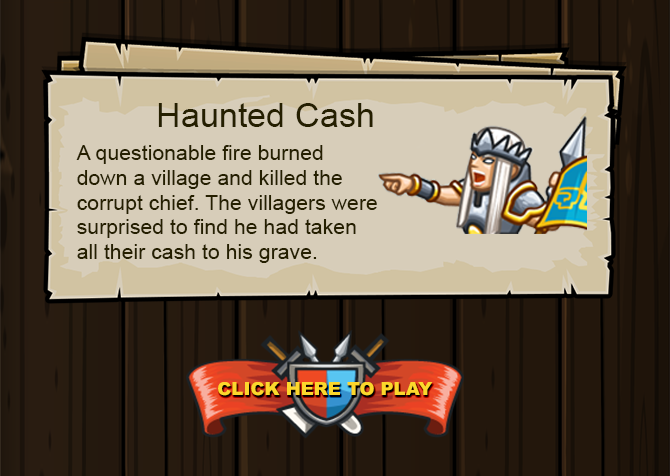 Haunted Cash
A questionable fire burned
down a village and killed the
corrupt chief. The villagers were
surprised to find he had taken
all their cash to his grave.
CLICK HERE TO PLAY